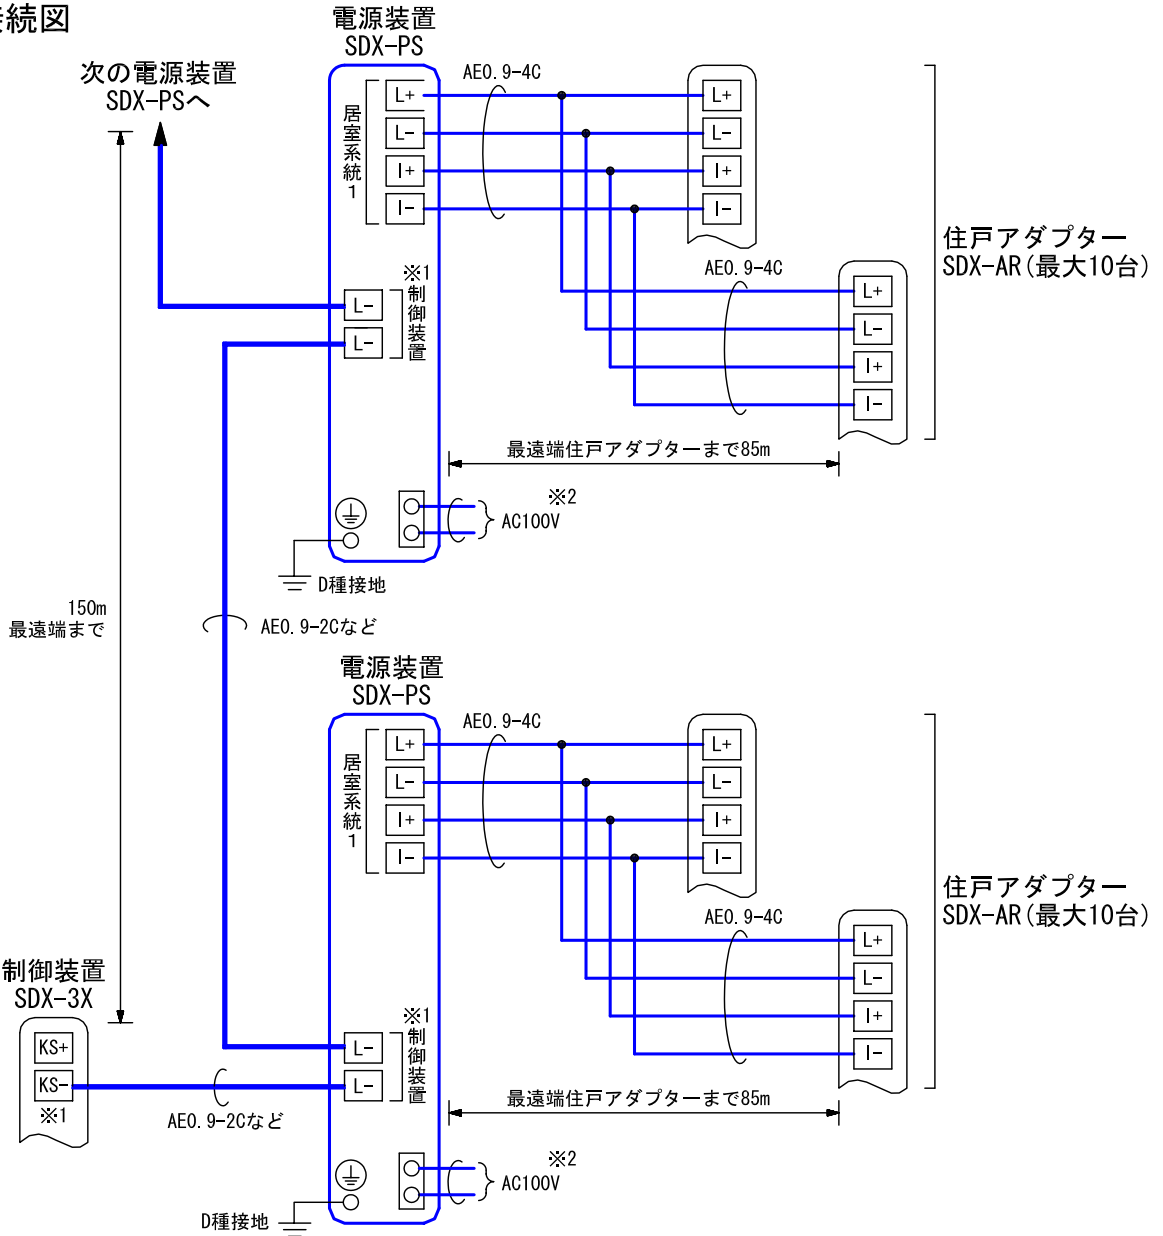 続図
電源装置
SDX-PS
次の電源装置
SDX-PSへ
居室系統1
L+
L-
I+
I-
AE0.9-4C
L+
L-
I+
I-
住戸アダプター
SDX-AR(最大10台)
AE0.9-4C
L+
L-
I+
I-
※1
制御装置
L-
L-
最遠端住戸アダプターまで85m
※2
AC100V
D種接地
150m
最遠端まで
AE0.9-2Cなど
電源装置
SDX-PS
居室系統1
L+
L-
I+
I-
AE0.9-4C
L+
L-
I+
I-
住戸アダプター
SDX-AR(最大10台)
AE0.9-4C
L+
L-
I+
I-
制御装置
SDX-3X
KS+
KS-
※1
AE0.9-2Cなど
※1
制御装置
L-
L-
最遠端住戸アダプターまで85m
※2
AC100V
D種接地